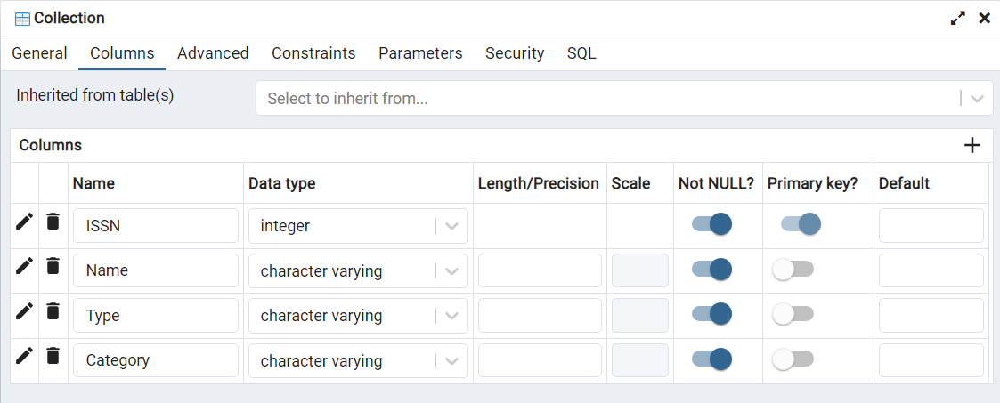 Collection
General Columns Advanced Constraints Parameters Security SQL
Inherited from table(s) Select to inherit from...
Columns
Name Data type Length/Precision Scale Not NULL? Primary key? Default
ISSN integer
Name character varying
Type character varying
Category character varying